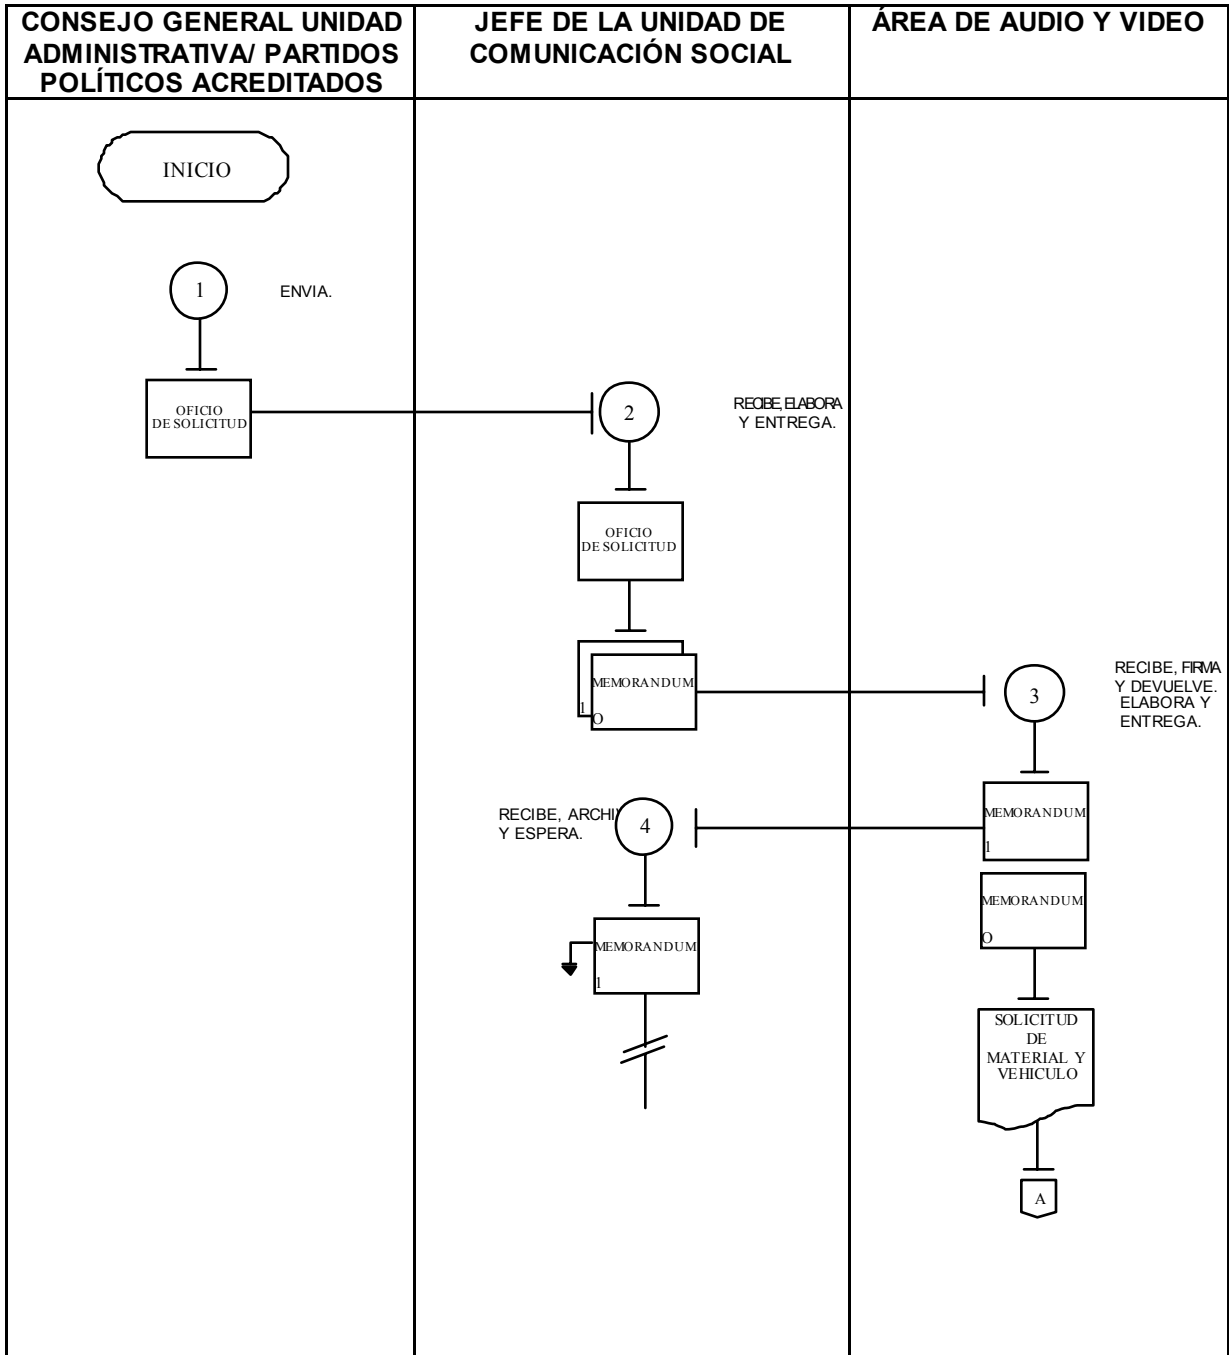 CONSEJO GENERAL UNIDAD
ADMINISTRATIVA/ PARTIDOS
POLÍTICOS ACREDITADOS
JEFE DE LA UNIDAD DE
COMUNICACIÓN SOCIAL
ÁREA DE AUDIO Y VIDEO
INICIO
1
ENVIA.
OFICIO
DE SOLICITUD
2
RECIBE, ELABORA
Y ENTREGA.
OFICIO
DE SOLICITUD
MEMORANDUM
1
O
3
RECIBE, FIRMA
Y DEVUELVE.
ELABORA Y
ENTREGA.
MEMORANDUM
1
RECIBE, ARCHI
Y ESPERA.
4
MEMORANDUM
O
MEMORANDUM
1
SOLICITUD
DE
MATERIAL Y
VEHICULO
A